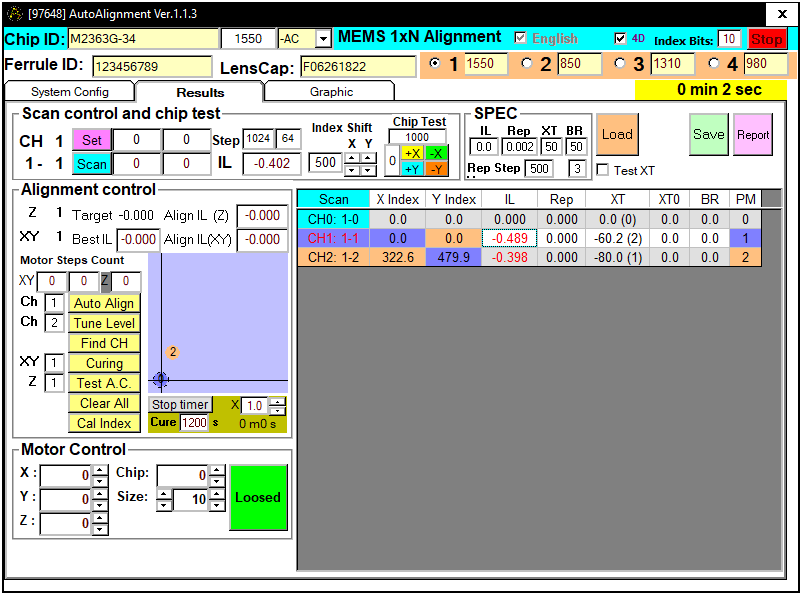 [97648] AutoAlignment Ver.1.1.3 X
Chip ID: M2363G-34 1550 -AC MEMS 1xN Alignment English 4D Index Bits: 10 Stop
Ferrule ID: 123456789 LensCap: F06261822 1 1550 2 850 3 1310 4 980
System Config Results Graphic 0 min 2 sec
Scan control and chip test
CH 1 Set 0 0 Step 1024 64
1- 1 Scan 0 0 IL -0.402
Index Shift
X Y
500
Chip Test
1000
0 +X -X
+Y -Y
SPEC
IL Rep XT BR
0.0 0.002 50 50
Rep Step 500 3
Load Save Report
Test XT
Alignment control
Z 1 Target -0.000 Align IL (Z) -0.000
XY 1 Best IL -0.000 Align IL(XY) -0.000
Motor Steps Count
XY 0 0 Z 0
Ch 1 Auto Align
Ch 2 Tune Level
Find CH
XY 1 Curing
Z 1 Test A.C.
Clear All
Cal Index
2
0
Stop timer X 1.0
Cure 1200 s 0 m0 s
Motor Control
X : 0 Chip: 0
Y : 0 Size: 10
Z : 0
Loosed
Scan X Index Y Index IL Rep XT XT0 BR PM
CH0: 1-0 0.0 0.0 0.000 0.000 0.0 (0) 0.0 0.0 0
CH1: 1-1 0.0 0.0 -0.489 0.000 -60.2 (2) 0.0 0.0 1
CH2: 1-2 322.6 479.9 -0.398 0.000 -80.0 (1) 0.0 0.0 2